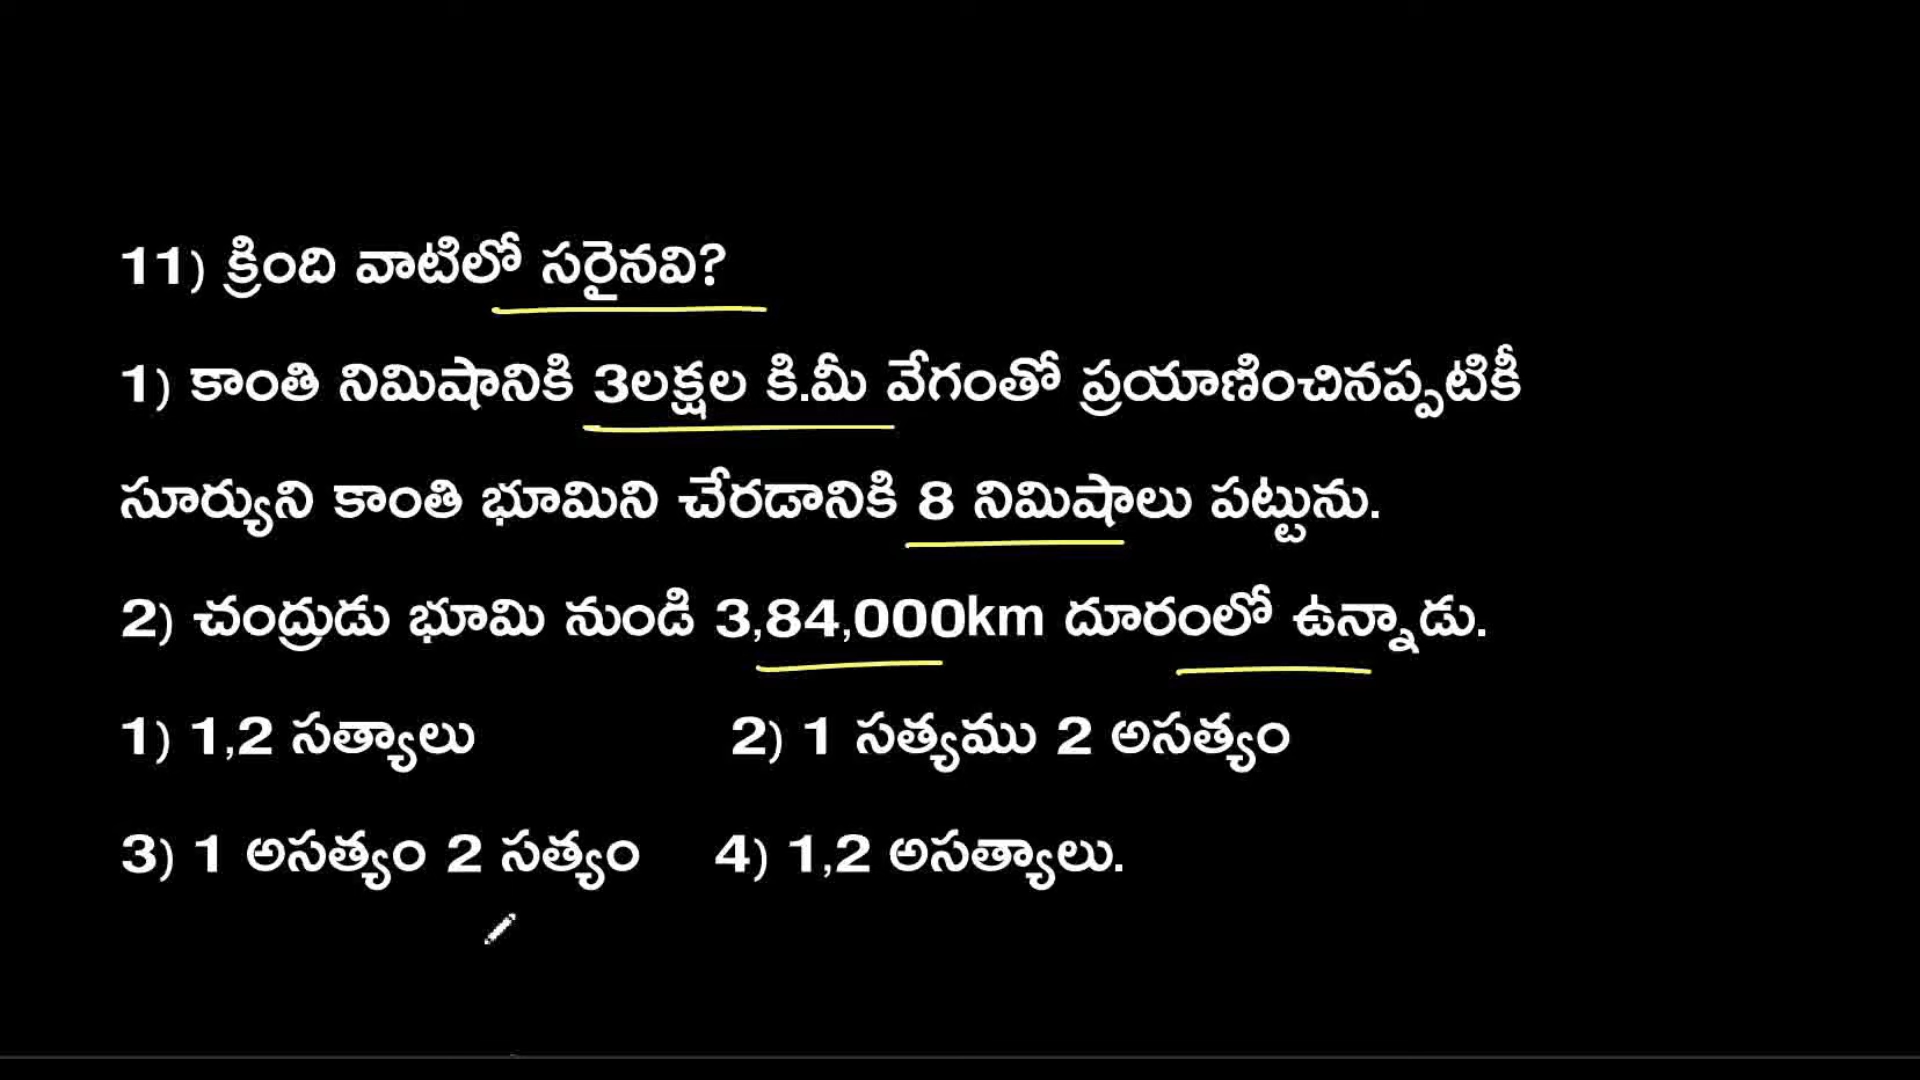 11) క్రింది వాటిలో సరైనవి?
1) కాంతి నిమిషానికి 3లక్షల కి.మీ వేగంతో ప్రయాణించినప్పటికీ
సూర్యుని కాంతి భూమిని చేరడానికి 8 నిమిషాలు పట్టును.
2) చంద్రుడు భూమి నుండి 3,84,000km దూరంలో ఉన్నాడు.
1) 1,2 సత్యాలు 2) 1 సత్యము 2 అసత్యం
3) 1 అసత్యం 2 సత్యం 4) 1,2 అసత్యాలు.